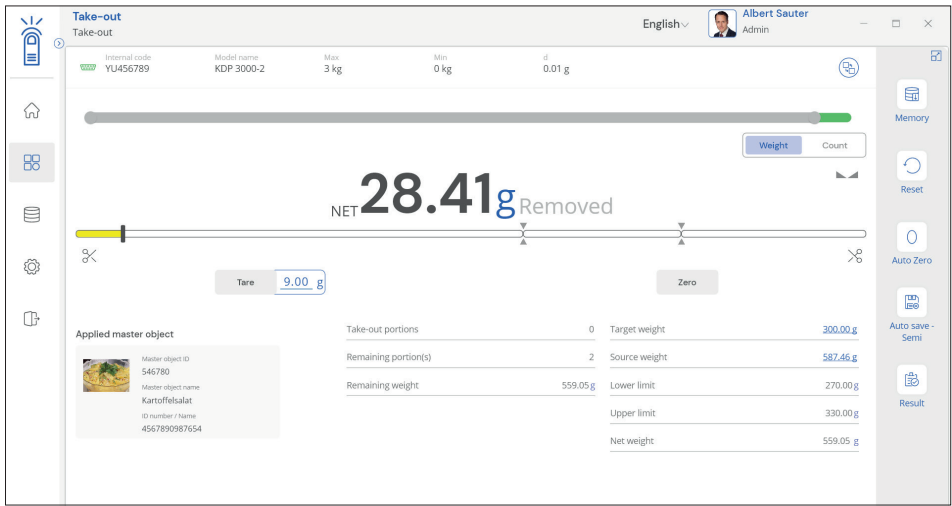 Take-out
Take-out
English
Albert Sauter
Admin
Internal code
YU456789
Model name
KDP 3000-2
Max
3 kg
Min
0 kg
d
0.01 g
Memory
Weight
Count
Reset
NET 28.41g Removed
0
Auto Zero
Tare
9.00 g
Zero
Auto save -
Semi
Applied master object
Master object ID
546780
Master object name
Kartoffelsalat
ID number / Name
4567890987654
Take-out portions 0
Remaining portion(s) 2
Remaining weight 559.05 g
Target weight 300.00 g
Source weight 587.46 g
Lower limit 270.00 g
Upper limit 330.00 g
Net weight 559.05 g
Result